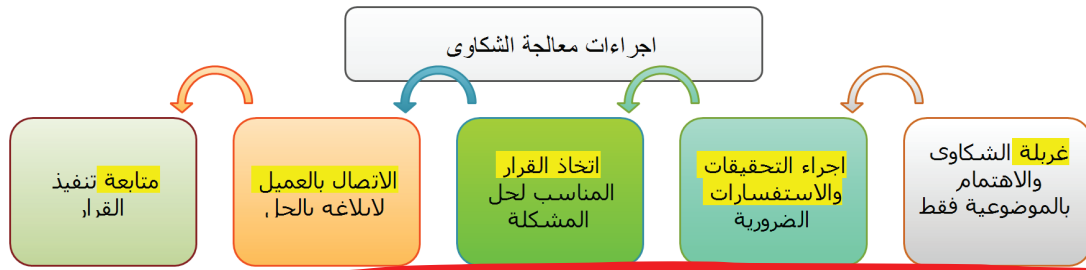 اجراءات معالجة الشكاوى
غربلة الشكاوى
والاهتمام
بالموضوعية فقط
اجراء التحقيقات
والاستفسارات
الضرورية
اتخاذ القرار
المناسب لحل
المشكلة
الاتصال بالعميل
لابلاغه بالحل
متابعة تنفيذ
القرار